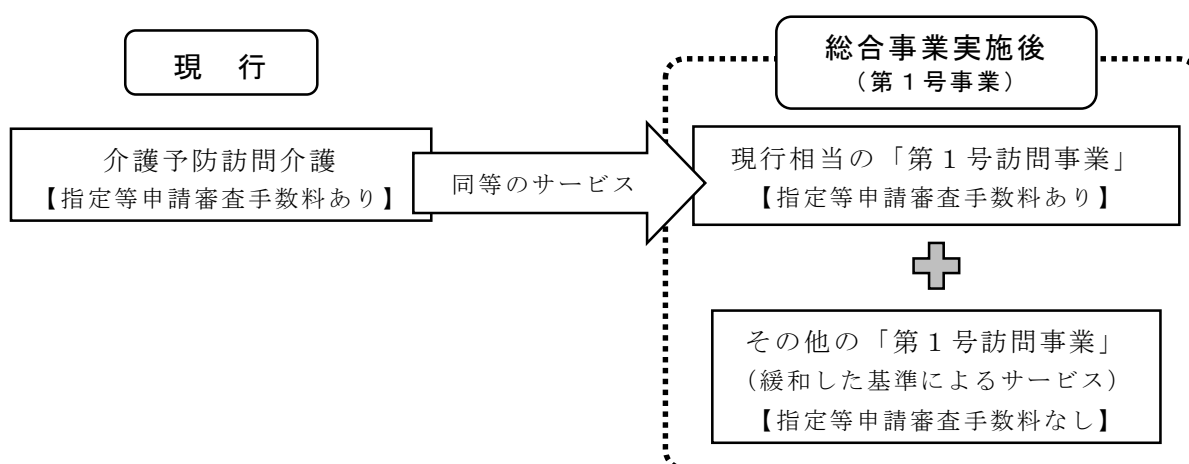 現　行
総合事業実施後
（第１号事業）
介護予防訪問介護
【指定等申請審査手数料あり】
同等のサービス
現行相当の「第１号訪問事業」
【指定等申請審査手数料あり】
その他の「第１号訪問事業」
（緩和した基準によるサービス）
【指定等申請審査手数料なし】